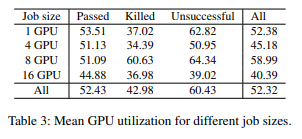 Job size Passed Killed Unsuccessful All
1 GPU 53.51 37.02 62.82 52.38
4 GPU 51.13 34.39 50.95 45.18
8 GPU 51.09 60.63 64.34 58.99
16 GPU 44.88 36.98 39.02 40.39
All 52.43 42.98 60.43 52.32
Table 3: Mean GPU utilization for different job sizes.